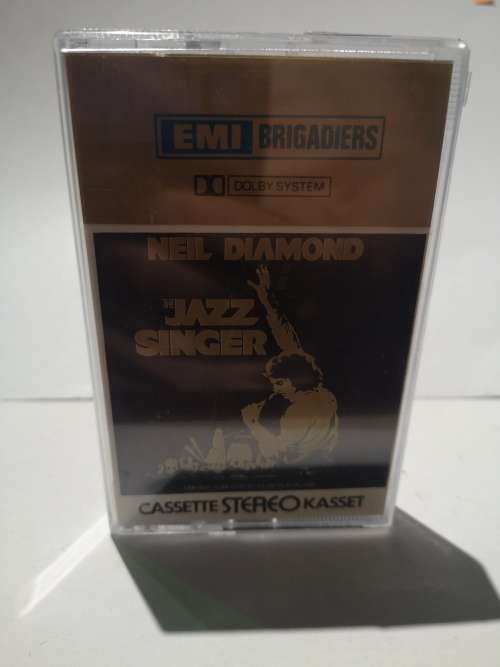 EMI BRIGADIERS
DOLBY SYSTEM
NEIL DIAMOND
THE JAZZ
SINGER
CASSETTE STEREO KASSET